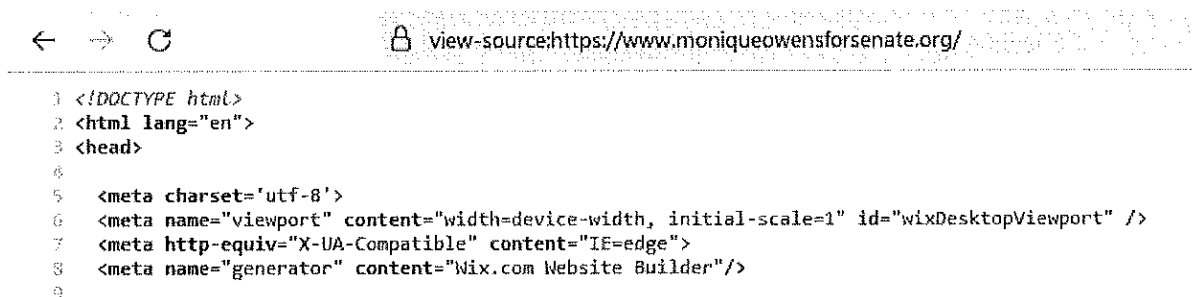 view-source:https://www.moniqueowensforsenate.org/
1 <!DOCTYPE html>
2 <html lang="en">
3 <head>
4
5 <meta charset='utf-8'>
6 <meta name="viewport" content="width=device-width, initial-scale=1" id="wixDesktopViewport" />
7 <meta http-equiv="X-UA-Compatible" content="IE=edge">
8 <meta name="generator" content="Wix.com Website Builder"/>
9